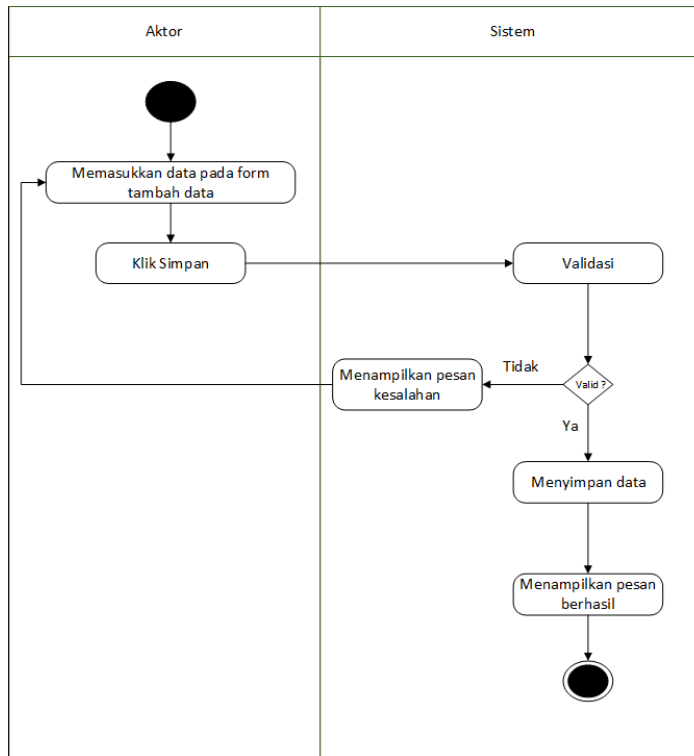 Aktor
Sistem
Memasukkan data pada form
tambah data
Klik Simpan
Validasi
Tidak
Valid ?
Menampilkan pesan
kesalahan
Ya
Menyimpan data
Menampilkan pesan
berhasil